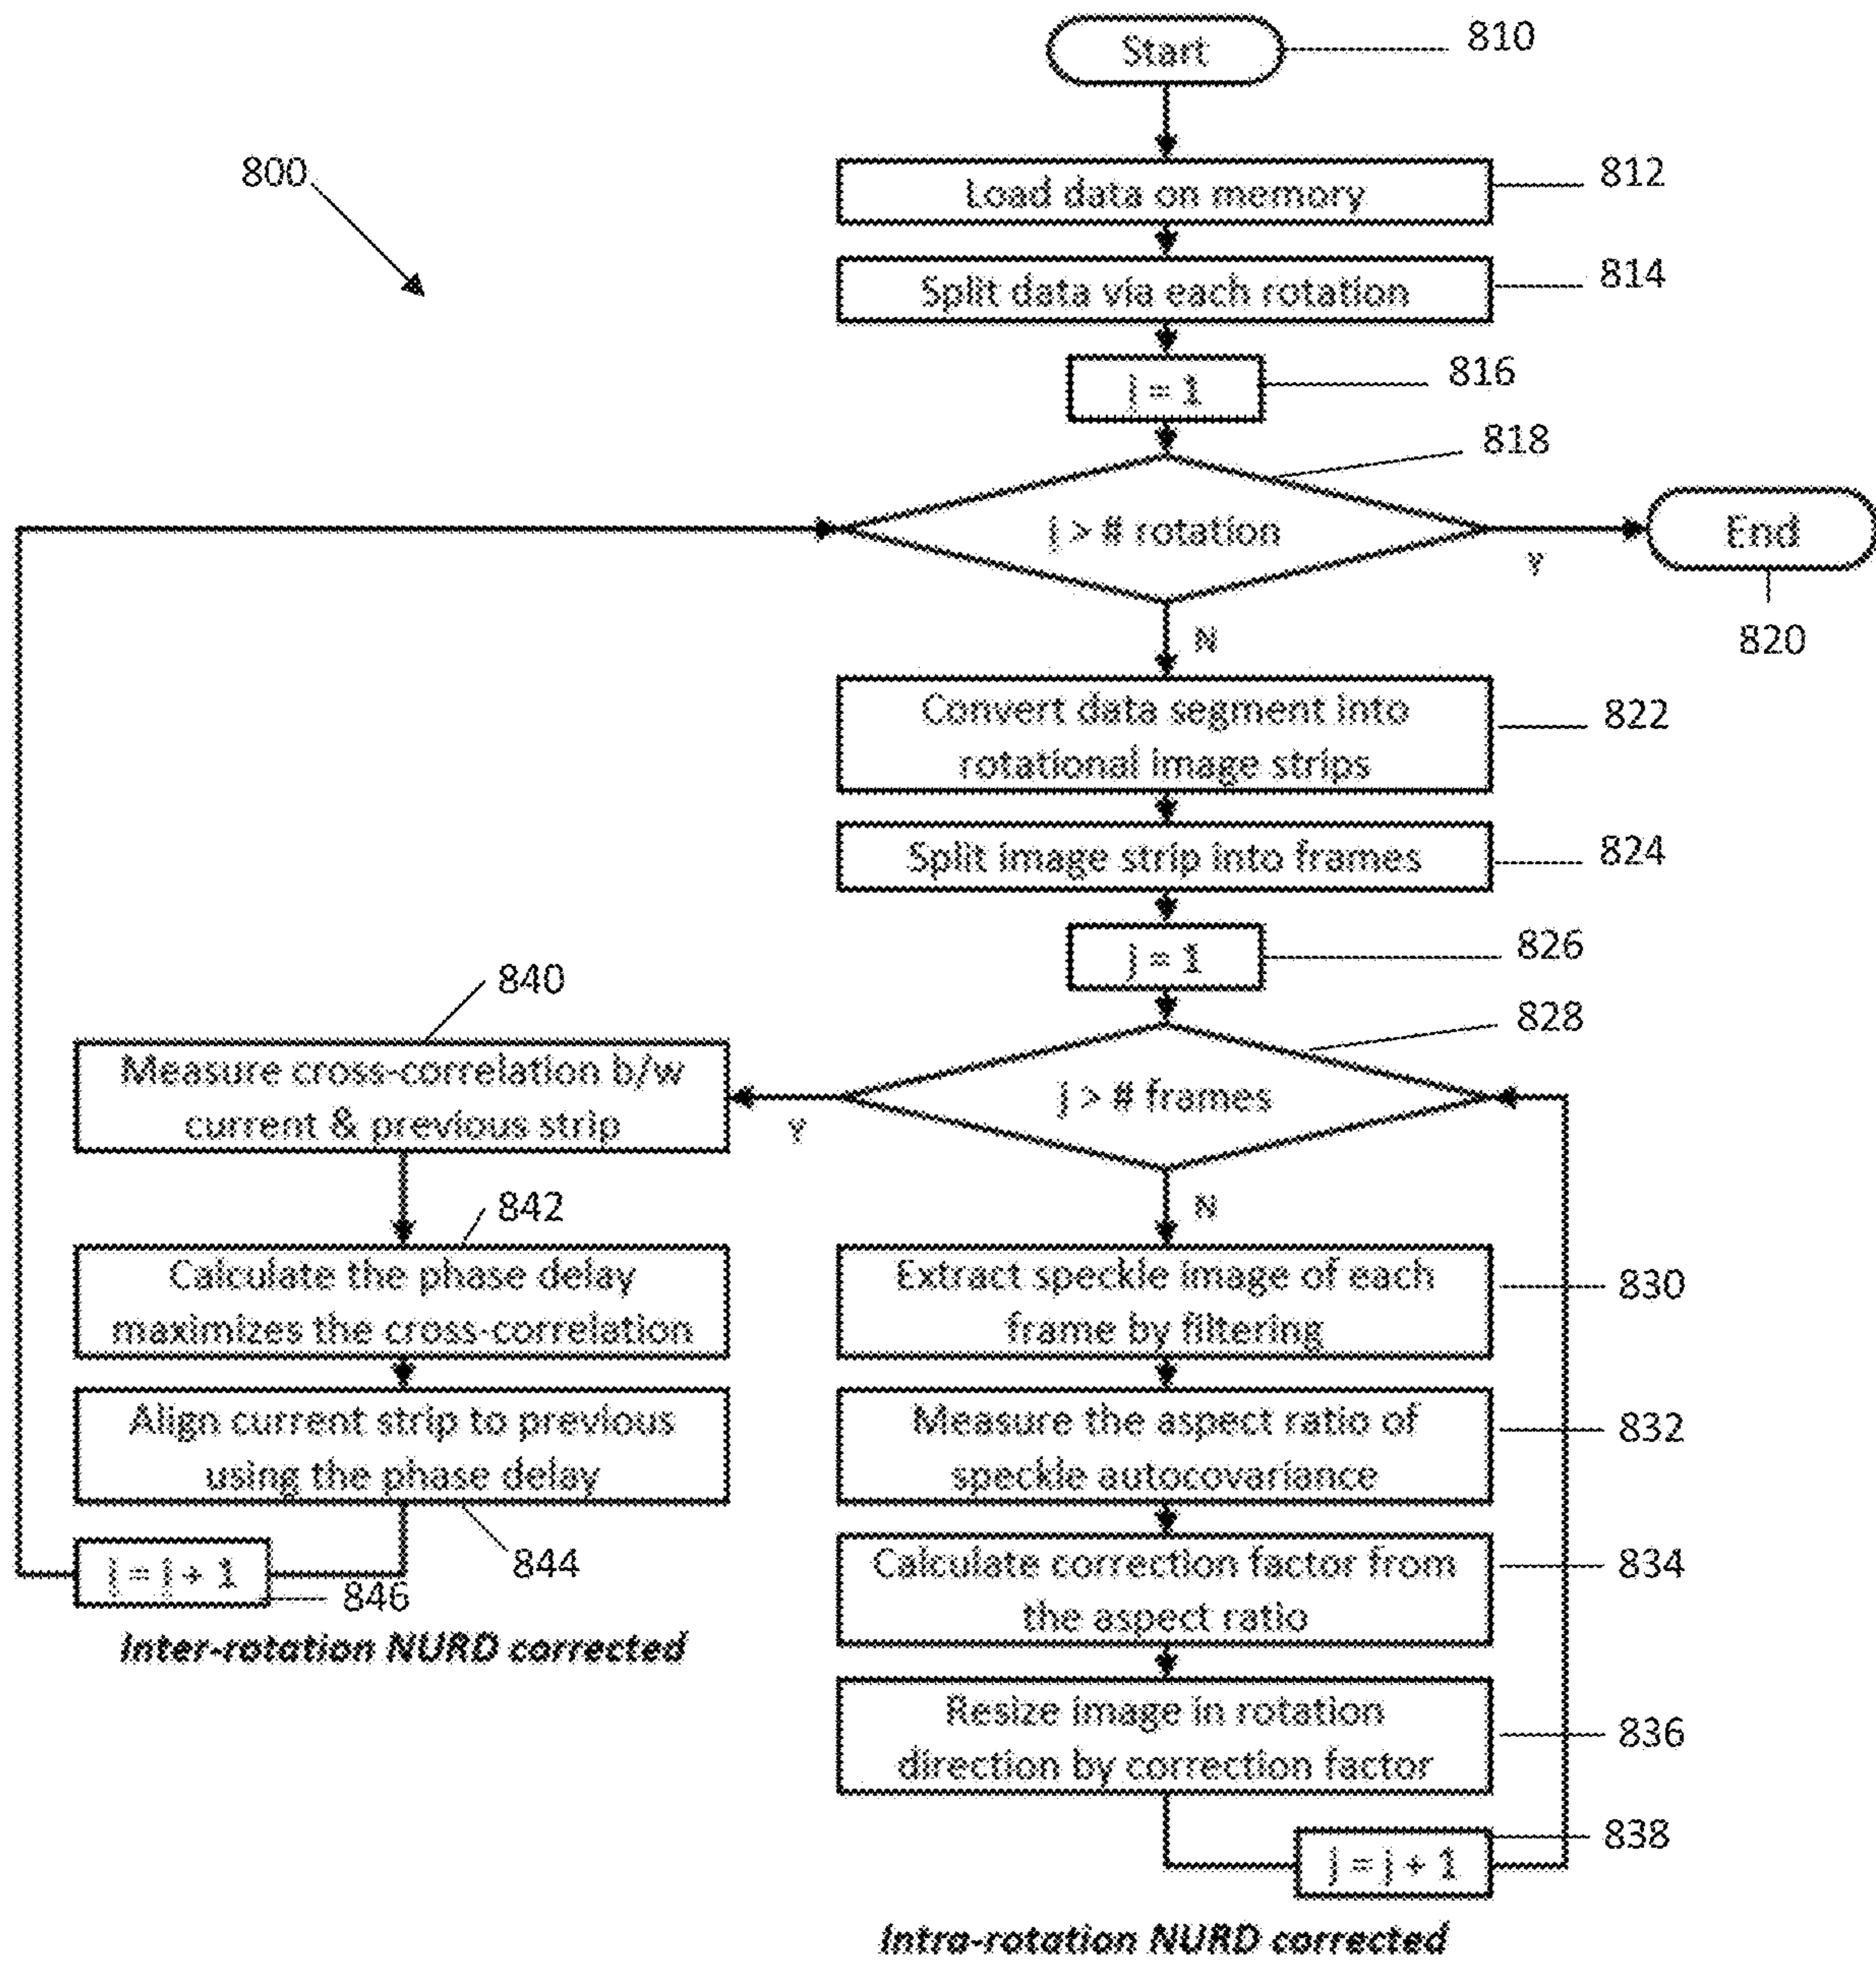 Start
810
800
Load data on memory
812
Split data via each rotation
814
i = 1
816
818
i > # rotation
Y
End
820
N
Convert data segment into
rotational image strips
822
Split image strip into frames
824
j = 1
826
828
j > # frames
Y
N
840
Measure cross-correlation b/w
current & previous strip
842
Calculate the phase delay
maximizes the cross-correlation
Align current strip to previous
using the phase delay
844
i = i + 1
846
Inter-rotation NURD corrected
Extract speckle image of each
frame by filtering
830
Measure the aspect ratio of
speckle autocovariance
832
Calculate correction factor from
the aspect ratio
834
Resize image in rotation
direction by correction factor
836
j = j + 1
838
Intra-rotation NURD corrected